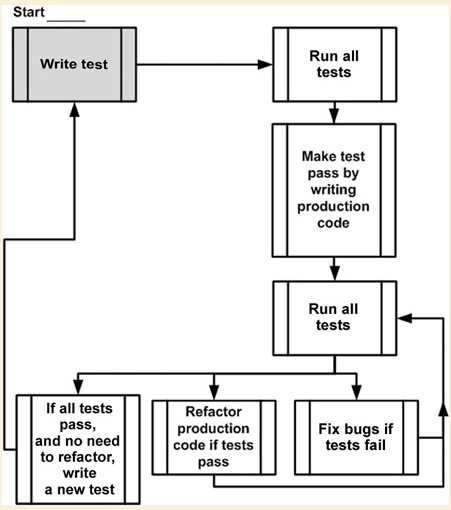 Start _____
Write test
Run all
tests
Make test
pass by
writing
production
code
Run all
tests
If all tests
pass,
and no need
to refactor,
write
a new test
Refactor
production
code if tests
pass
Fix bugs if
tests fail